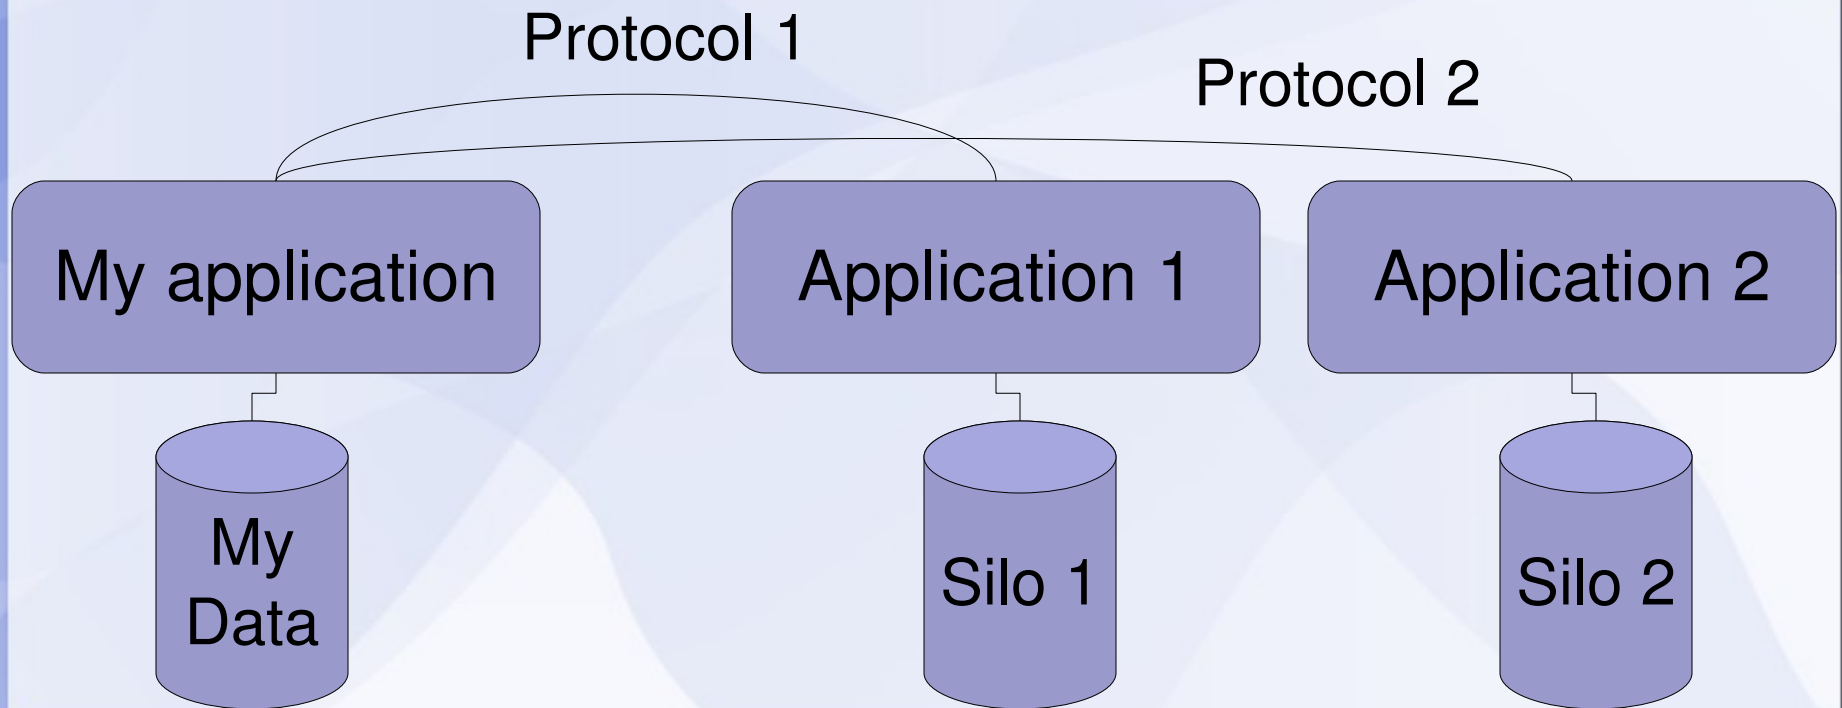 Protocol 1
Protocol 2
My application
Application 1
Application 2
My
Data
Silo 1
Silo 2